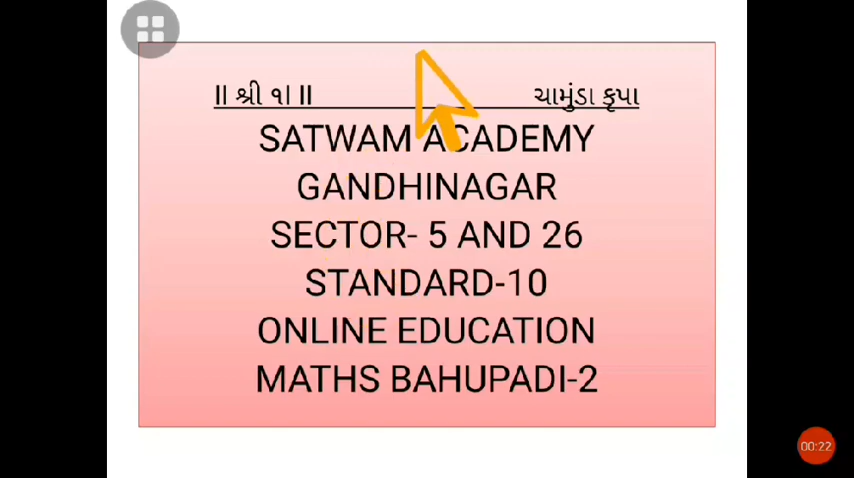 ॥ શ્રી ૧। ॥ ચામુંડા કૃપા
SATWAM ACADEMY
GANDHINAGAR
SECTOR- 5 AND 26
STANDARD-10
ONLINE EDUCATION
MATHS BAHUPADI-2
00:22